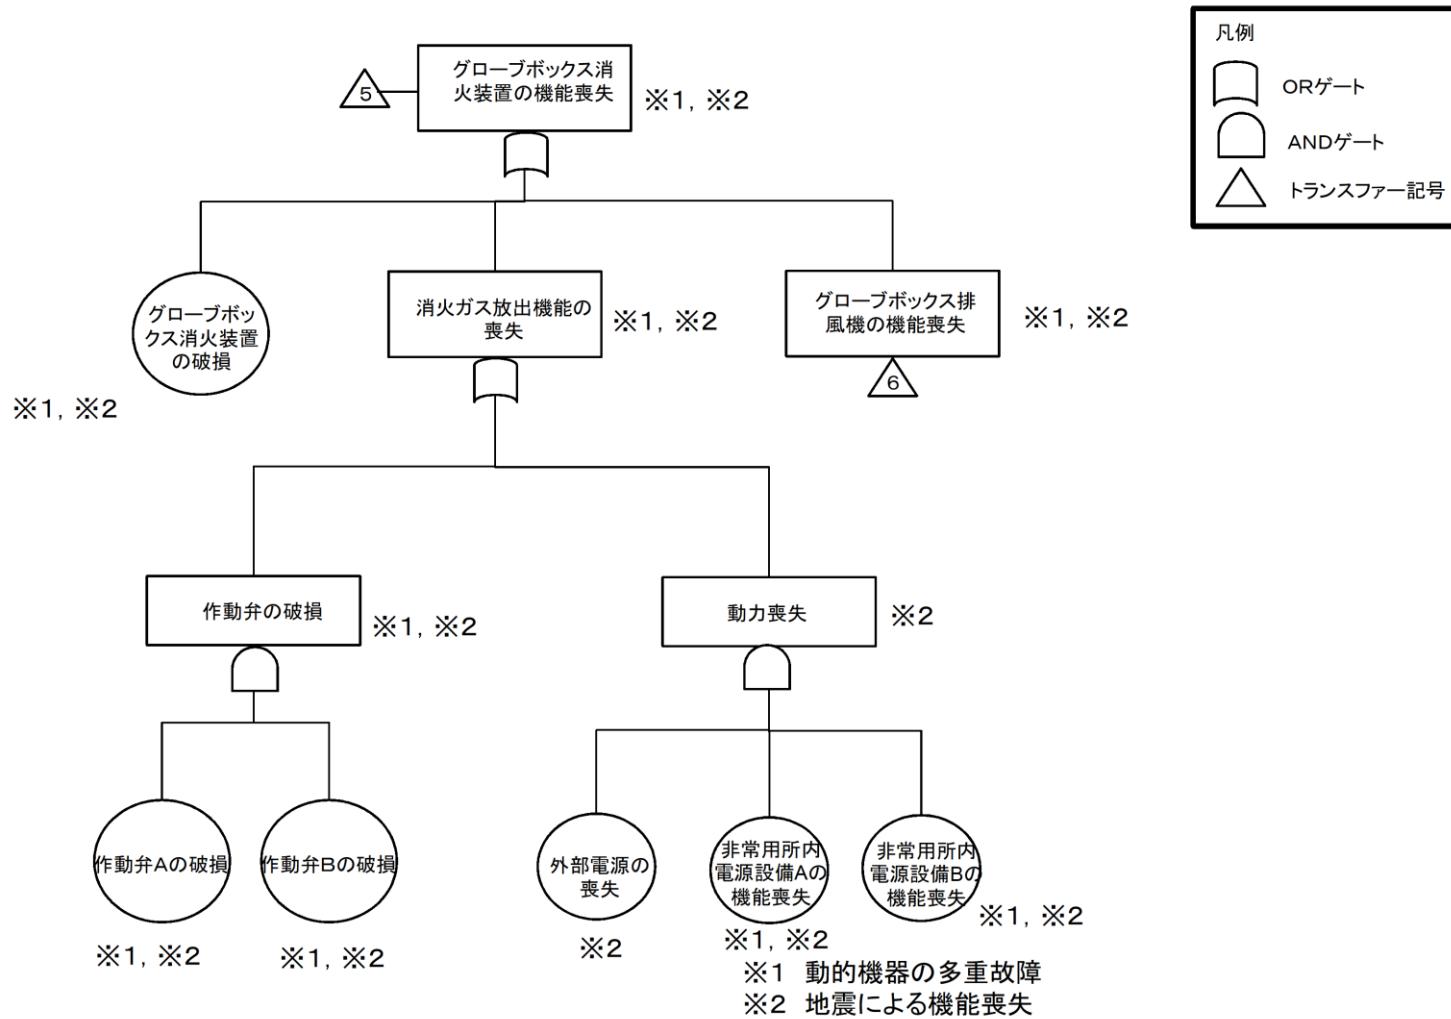 凡例
ORゲート
ANDゲート
トランスファー記号
5
グローブボックス消
火装置の機能喪失
※1, ※2
グローブボッ
クス消火装置
の破損
※1, ※2
消火ガス放出機能の
喪失
※1, ※2
グローブボックス排
風機の機能喪失
※1, ※2
6
作動弁の破損
※1, ※2
動力喪失
※2
作動弁Aの破損
※1, ※2
作動弁Bの破損
※1, ※2
外部電源の
喪失
※2
非常用所内
電源設備Aの
機能喪失
※1, ※2
非常用所内
電源設備Bの
機能喪失
※1, ※2
※1 動的機器の多重故障
※2 地震による機能喪失